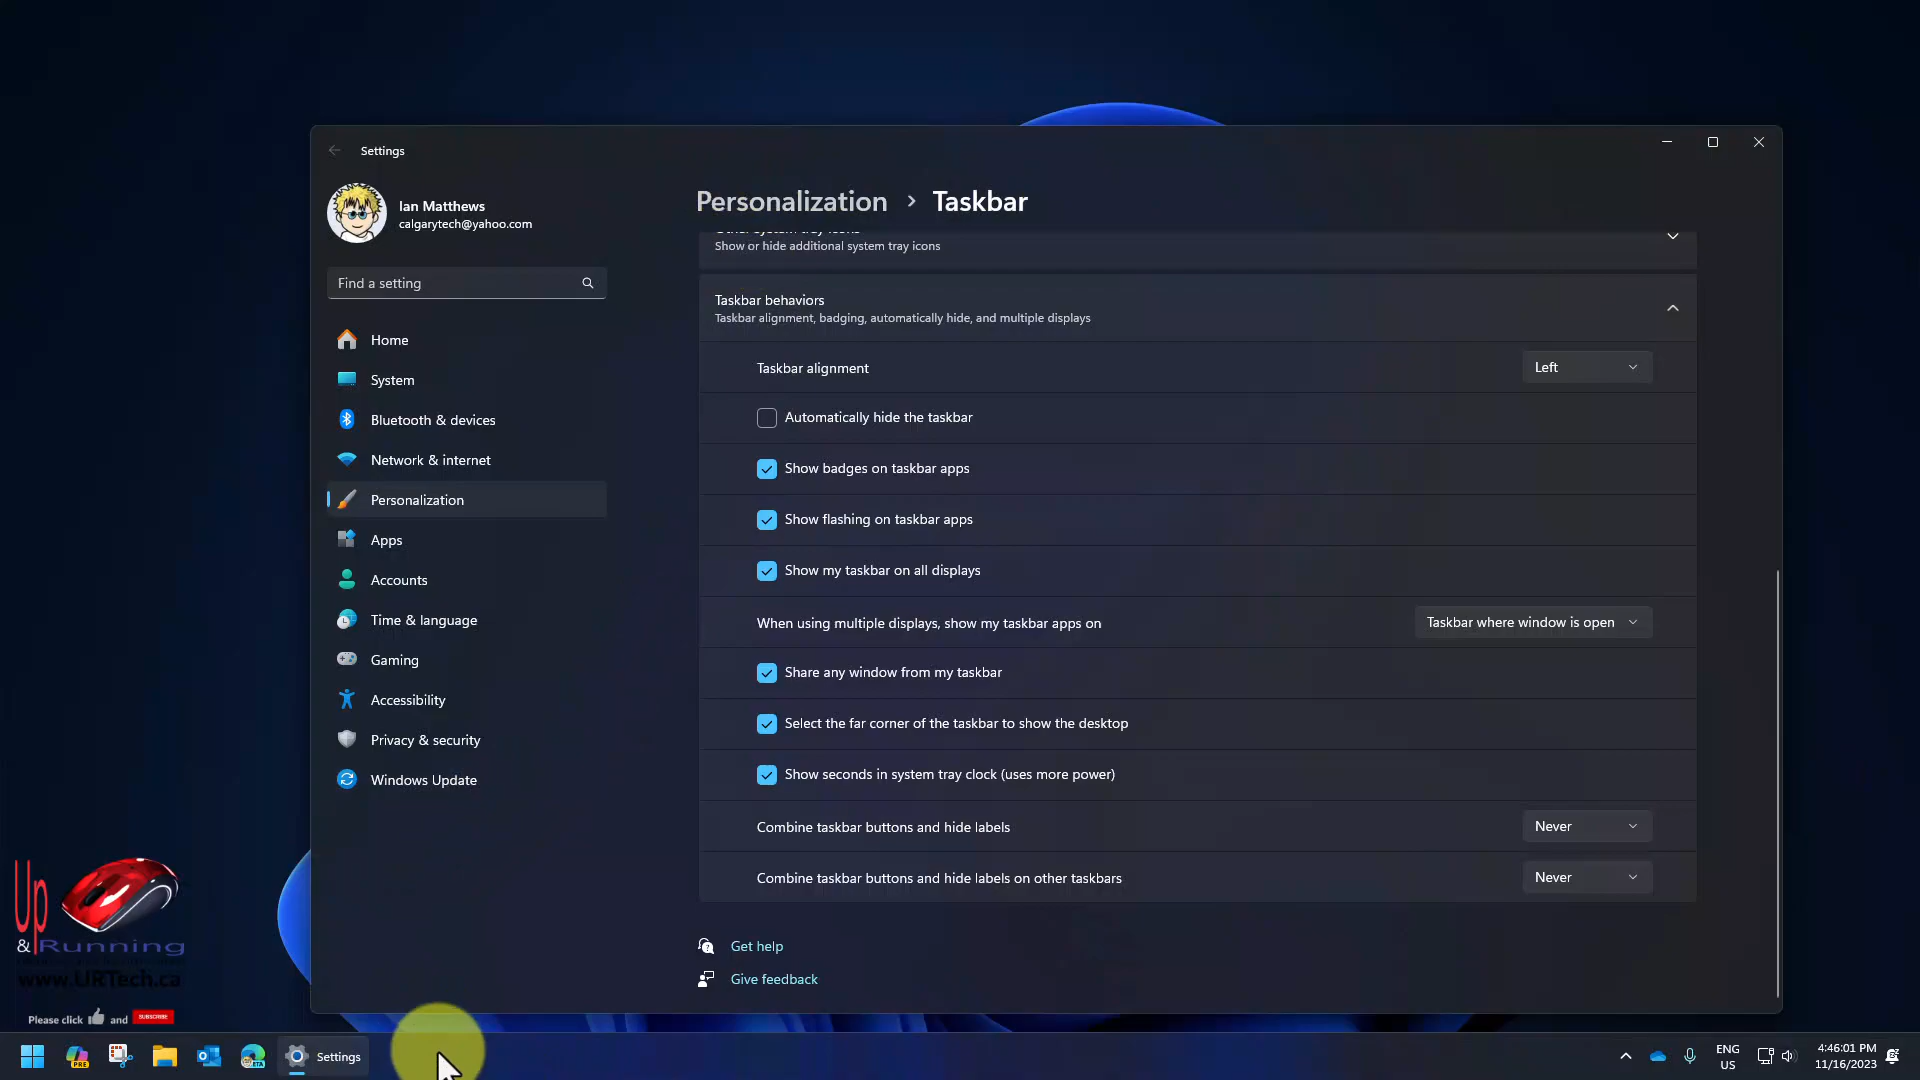 Settings
Ian Matthews
calgarytech@yahoo.com
Find a setting
Home
System
Bluetooth & devices
Network & internet
Personalization
Apps
Accounts
Time & language
Gaming
Accessibility
Privacy & security
Windows Update
Personalization > Taskbar
Other system tray icons
Show or hide additional system tray icons
Taskbar behaviors
Taskbar alignment, badging, automatically hide, and multiple displays
Taskbar alignment Left
Automatically hide the taskbar
Show badges on taskbar apps
Show flashing on taskbar apps
Show my taskbar on all displays
When using multiple displays, show my taskbar apps on Taskbar where window is open
Share any window from my taskbar
Select the far corner of the taskbar to show the desktop
Show seconds in system tray clock (uses more power)
Combine taskbar buttons and hide labels Never
Combine taskbar buttons and hide labels on other taskbars Never
Get help
Give feedback
Up
& Running
www.URTech.ca
Please click and SUBSCRIBE
PRE
BETA
Settings
ENG
US
4:46:01 PM
11/16/2023